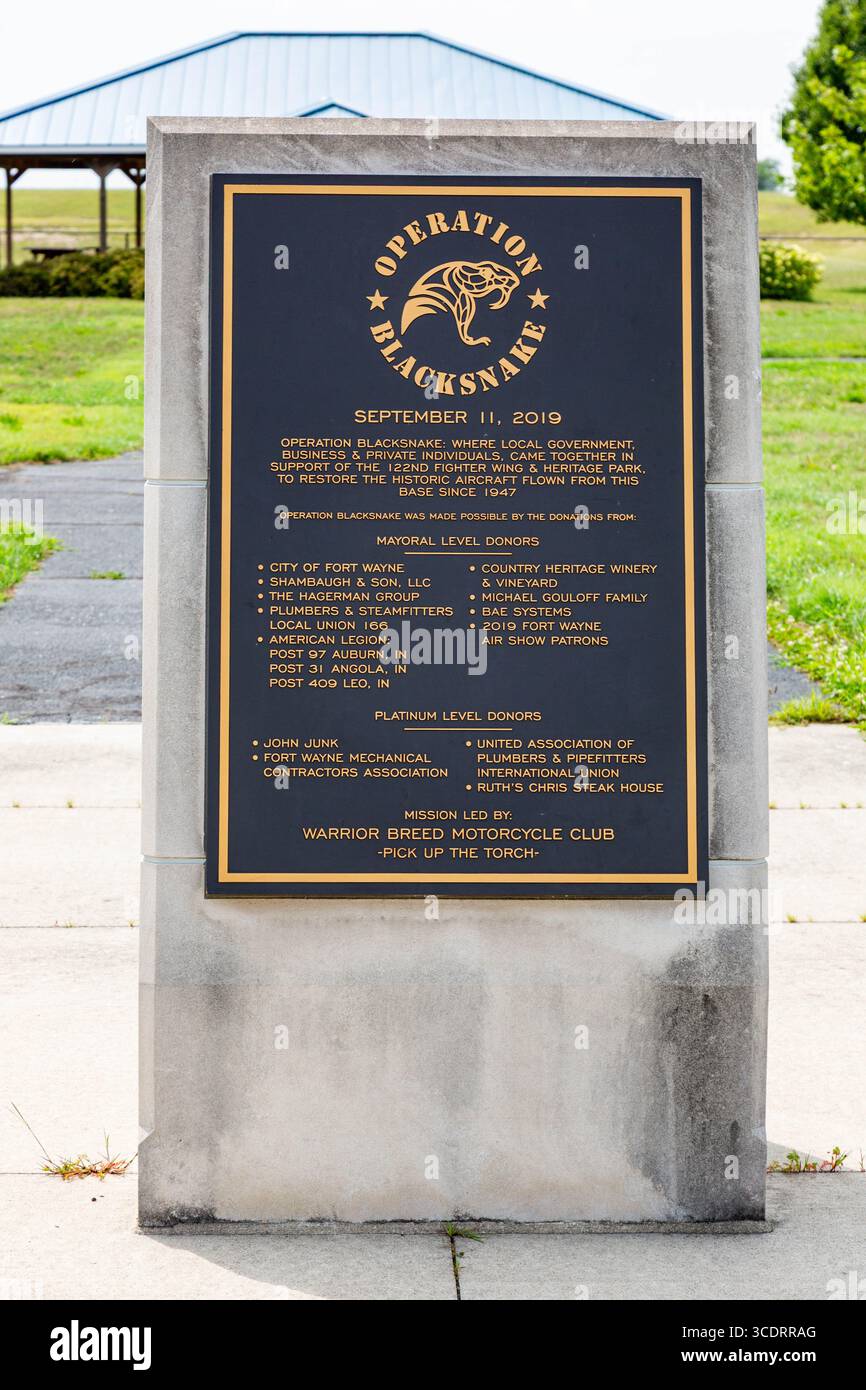 OPERATION
BLACKSNAKE
SEPTEMBER 11, 2019
OPERATION BLACKSNAKE: WHERE LOCAL GOVERNMENT,
BUSINESS & PRIVATE INDIVIDUALS, CAME TOGETHER IN
SUPPORT OF THE 122ND FIGHTER WING & HERITAGE PARK,
TO RESTORE THE HISTORIC AIRCRAFT FLOWN FROM THIS
BASE SINCE 1947
OPERATION BLACKSNAKE WAS MADE POSSIBLE BY THE DONATIONS FROM:
MAYORAL LEVEL DONORS
• CITY OF FORT WAYNE
• SHAMBAUGH & SON, LLC
• THE HAGERMAN GROUP
• PLUMBERS & STEAMFITTERS
LOCAL UNION 166
• AMERICAN LEGION:
POST 97 AUBURN, IN
POST 31 ANGOLA, IN
POST 409 LEO, IN
• COUNTRY HERITAGE WINERY
& VINEYARD
• MICHAEL GOULOFF FAMILY
• BAE SYSTEMS
• 2019 FORT WAYNE
AIR SHOW PATRONS
PLATINUM LEVEL DONORS
• JOHN JUNK
• FORT WAYNE MECHANICAL
CONTRACTORS ASSOCIATION
• UNITED ASSOCIATION OF
PLUMBERS & PIPEFITTERS
INTERNATIONAL UNION
• RUTH'S CHRIS STEAK HOUSE
MISSION LED BY:
WARRIOR BREED MOTORCYCLE CLUB
-PICK UP THE TORCH-
alamy
alamy
Image ID: 2CDRRAG
www.alamy.com